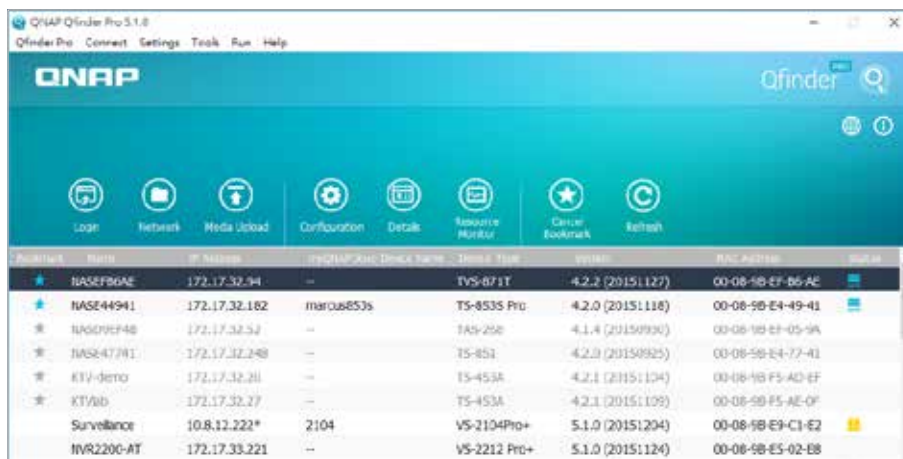 QNAP Qfinder Pro 5.1.0
Qfinder Pro Connect Settings Tools Run Help
QNAP
Qfinder PRO
Login Network Media Upload Configuration Details Resource Monitor Cancel Bookmark Refresh
Bookmark Name IP Address myQNAPcloud Device Name Device Type Version MAC Address Status
NASEFB6AE 172.17.32.94 -- TVS-871T 4.2.2 (20151127) 00-08-9B-EF-B6-AE
NASE44941 172.17.32.182 marcus853s TS-853S Pro 4.2.0 (20151118) 00-08-9B-E4-49-41
172.17.32.52 -- TAS-268 4.1.4 (20150930)
NASE47741 172.17.32.248 -- TS-851 4.2.0 (20150925) 00-08-9B-E4-77-41
KTV-demo -- TS-453A 4.2.1 (20151104) 00-08-9B-F5-AD-EF
KTVlab 172.17.32.27 -- TS-453A 4.2.1 (20151109) 00-08-9B-F5-AE-0F
Surveillance 10.8.12.222* 2104 VS-2104Pro+ 5.1.0 (20151204) 00-08-9B-E9-C1-E2
NVR2200-AT 172.17.33.221 -- VS-2212 Pro+ 5.1.0 (20151124) 00-08-9B-E5-02-E8